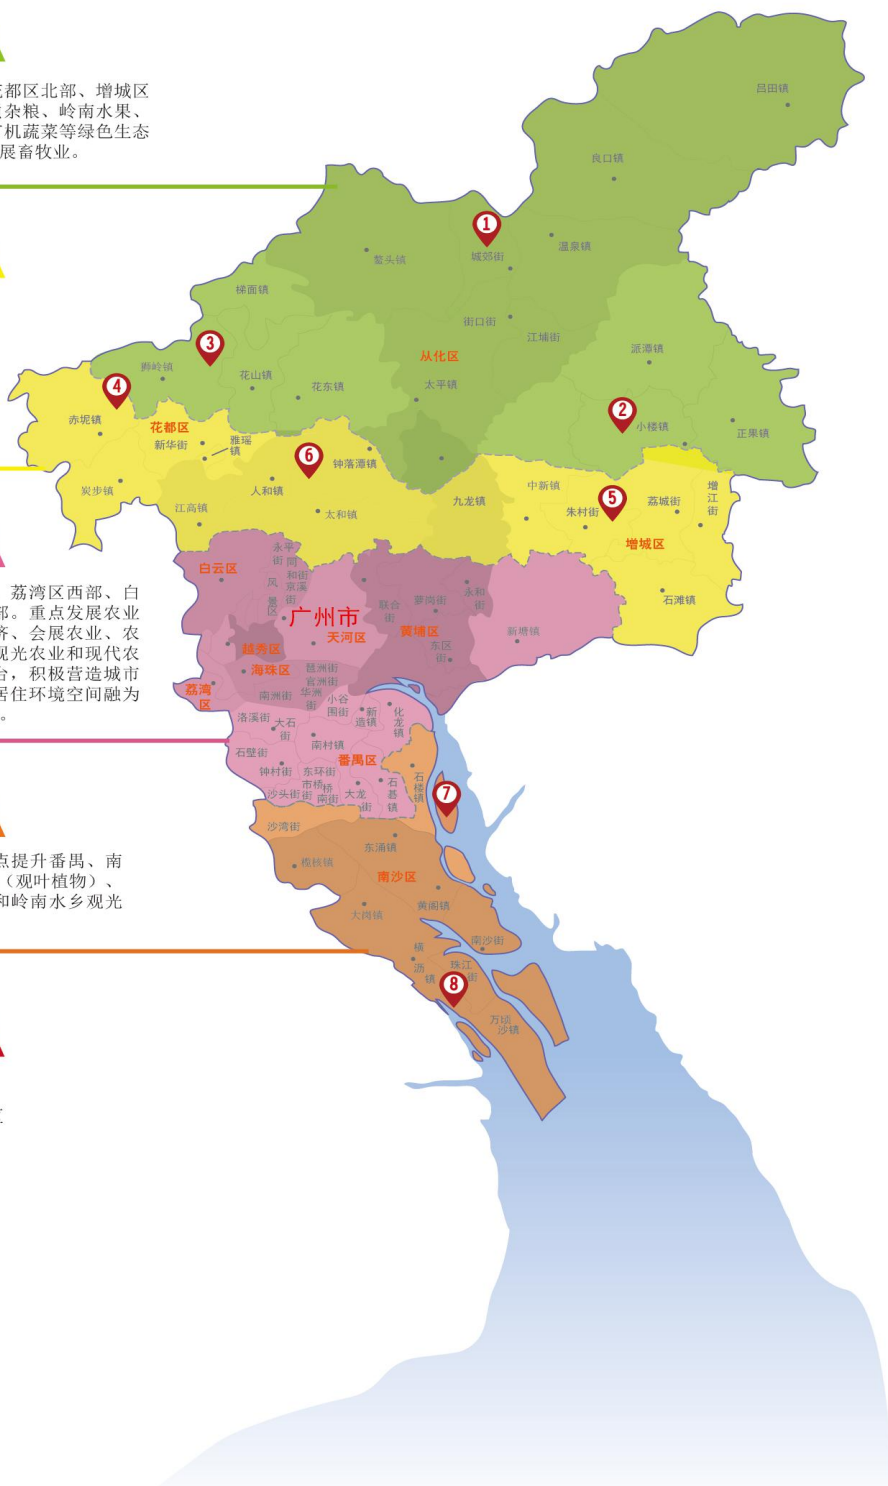 花都区北部、增城区
杂粮、岭南水果、
有机蔬菜等绿色生态
展畜牧业。
荔湾区西部、白
部。重点发展农业
济、会展农业、农
观光农业和现代农
台，积极营造城市
居住环境空间融为
。
点提升番禺、南
（观叶植物）、
和岭南水乡观光
吕田镇
良口镇
温泉镇
1
城郊街
鳌头镇
梯面镇
街口街
江埔街
派潭镇
从化区
3
狮岭镇
花山镇
花东镇
太平镇
4
2
小楼镇
正果镇
赤坭镇
花都区
新华街
雅瑶
镇
6
钟落潭镇
炭步镇
人和镇
江高镇
太和镇
九龙镇
中新镇
5
朱村街
荔城街
增
江
街
增城区
石滩镇
白云区
永平
街
同
和街
京溪
街
凤
景
区
广州市
天河区
联合
街
萝岗街
永和
街
黄埔区
东区
街
新塘镇
越秀区
海珠区
琶洲街
官洲街
华洲
街
南洲街
荔湾
区
小谷
围街
新
造镇
化
龙
镇
洛溪街
大石
街
石壁街
南村镇
番禺区
钟村街
东环街
市桥
街
桥
南街
沙头街
大龙
街
石
碁
镇
石
楼
镇
7
沙湾街
东涌镇
榄核镇
南沙区
大岗镇
黄阁镇
南沙街
横
沥
镇
珠江
街
8
万顷
沙镇